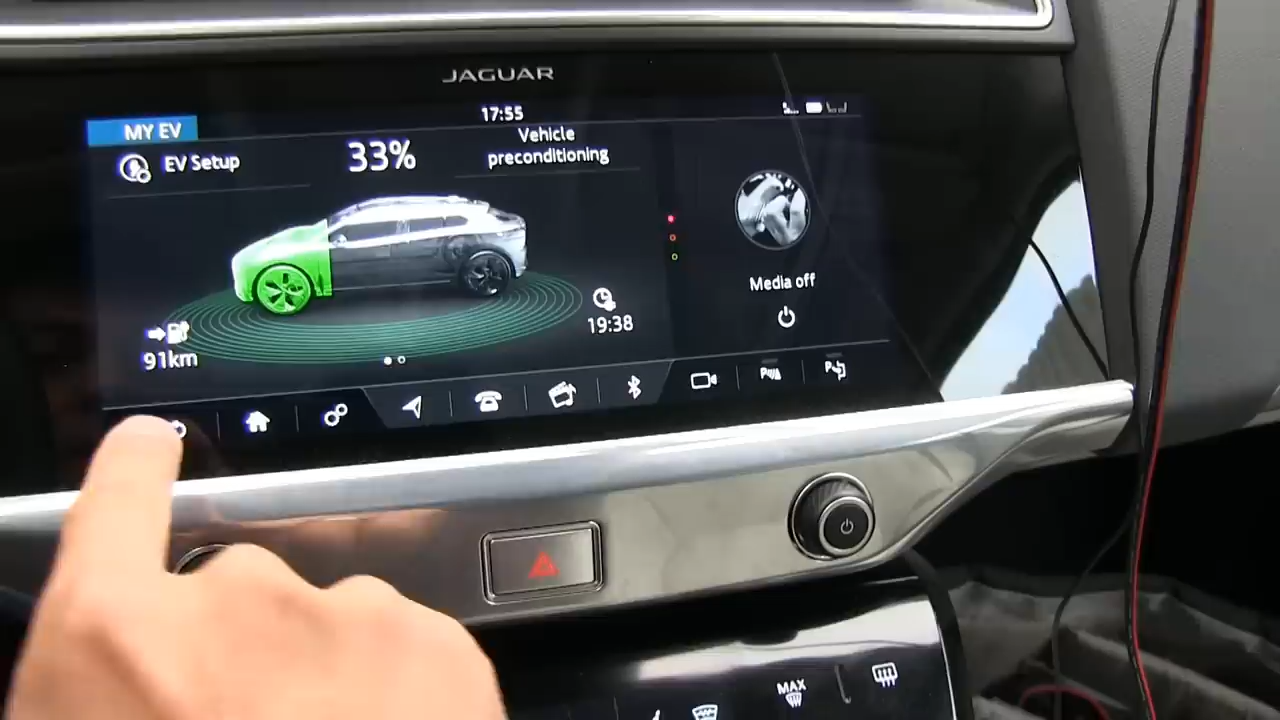 JAGUAR
17:55
MY EV
EV Setup
33%
Vehicle
preconditioning
Media off
19:38
91km
MAX